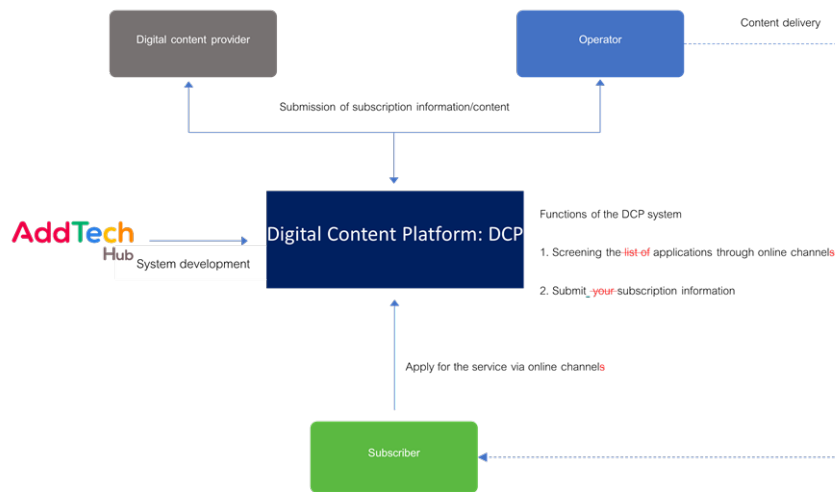 Content delivery
Digital content provider
Operator
Submission of subscription information/content
Digital Content Platform: DCP
Functions of the DCP system
AddTech
Hub
System development
1. Screening the list of applications through online channels
2. Submit your subscription information
Apply for the service via online channels
Subscriber